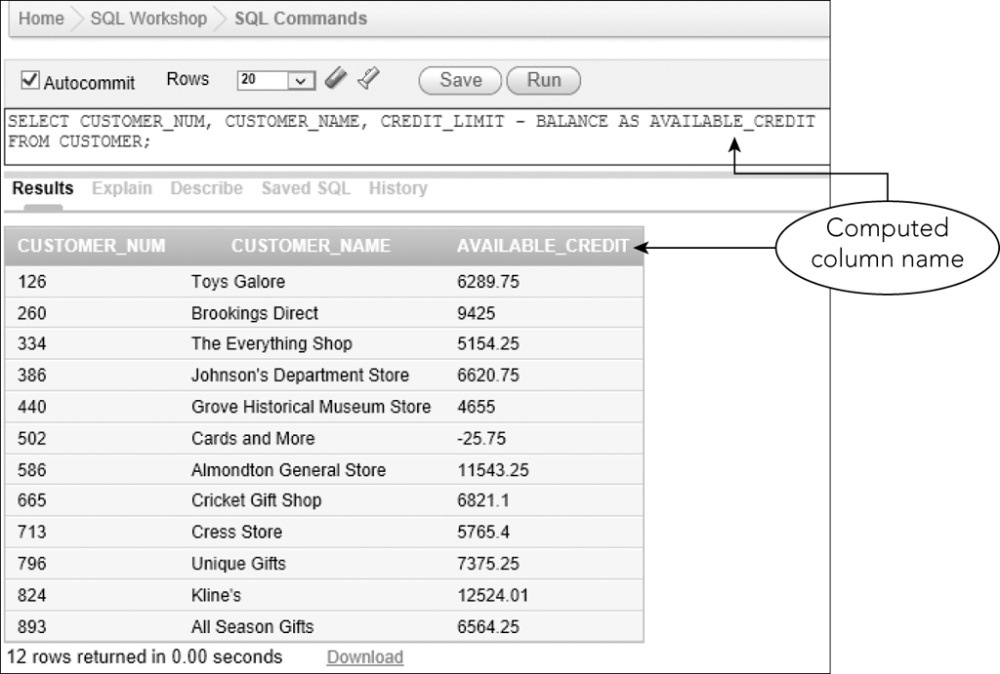 Home SQL Workshop SQL Commands
Autocommit Rows 20 Save Run
SELECT CUSTOMER_NUM, CUSTOMER_NAME, CREDIT_LIMIT - BALANCE AS AVAILABLE_CREDIT
FROM CUSTOMER;
Results Explain Describe Saved SQL History
Computed
column name
CUSTOMER_NUM CUSTOMER_NAME AVAILABLE_CREDIT
126 Toys Galore 6289.75
260 Brookings Direct 9425
334 The Everything Shop 5154.25
386 Johnson's Department Store 6620.75
440 Grove Historical Museum Store 4655
502 Cards and More -25.75
586 Almondton General Store 11543.25
665 Cricket Gift Shop 6821.1
713 Cress Store 5765.4
796 Unique Gifts 7375.25
824 Kline's 12524.01
893 All Season Gifts 6564.25
12 rows returned in 0.00 seconds Download